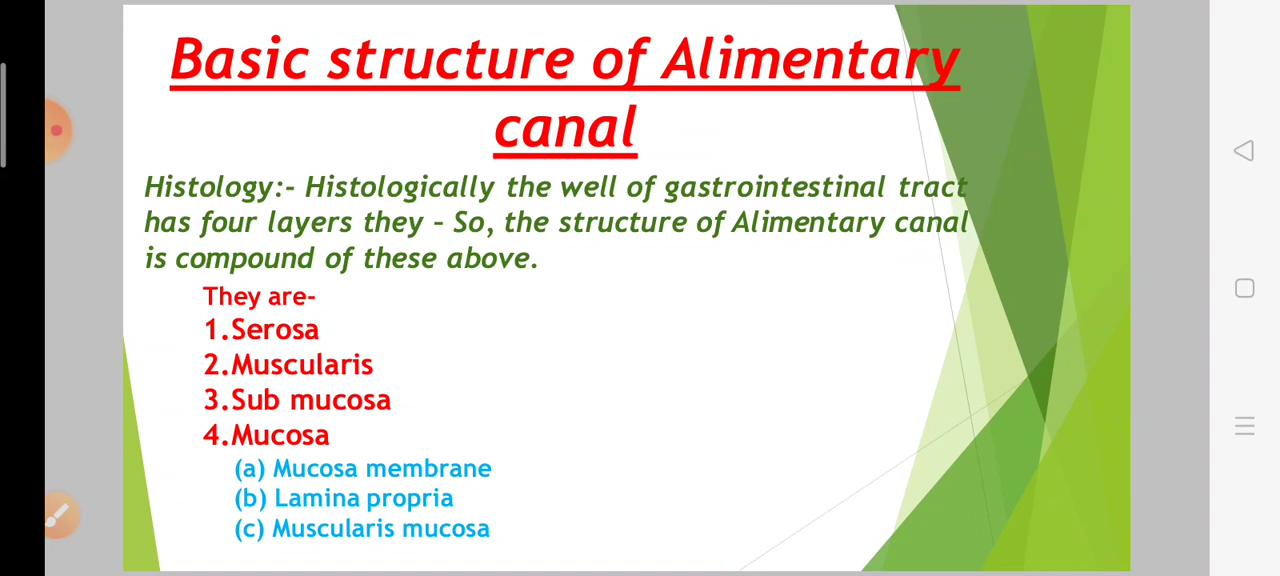 Basic structure of Alimentary
canal
Histology:- Histologically the well of gastrointestinal tract
has four layers they – So, the structure of Alimentary canal
is compound of these above.
They are-
1.Serosa
2.Muscularis
3.Sub mucosa
4.Mucosa
(a) Mucosa membrane
(b) Lamina propria
(c) Muscularis mucosa